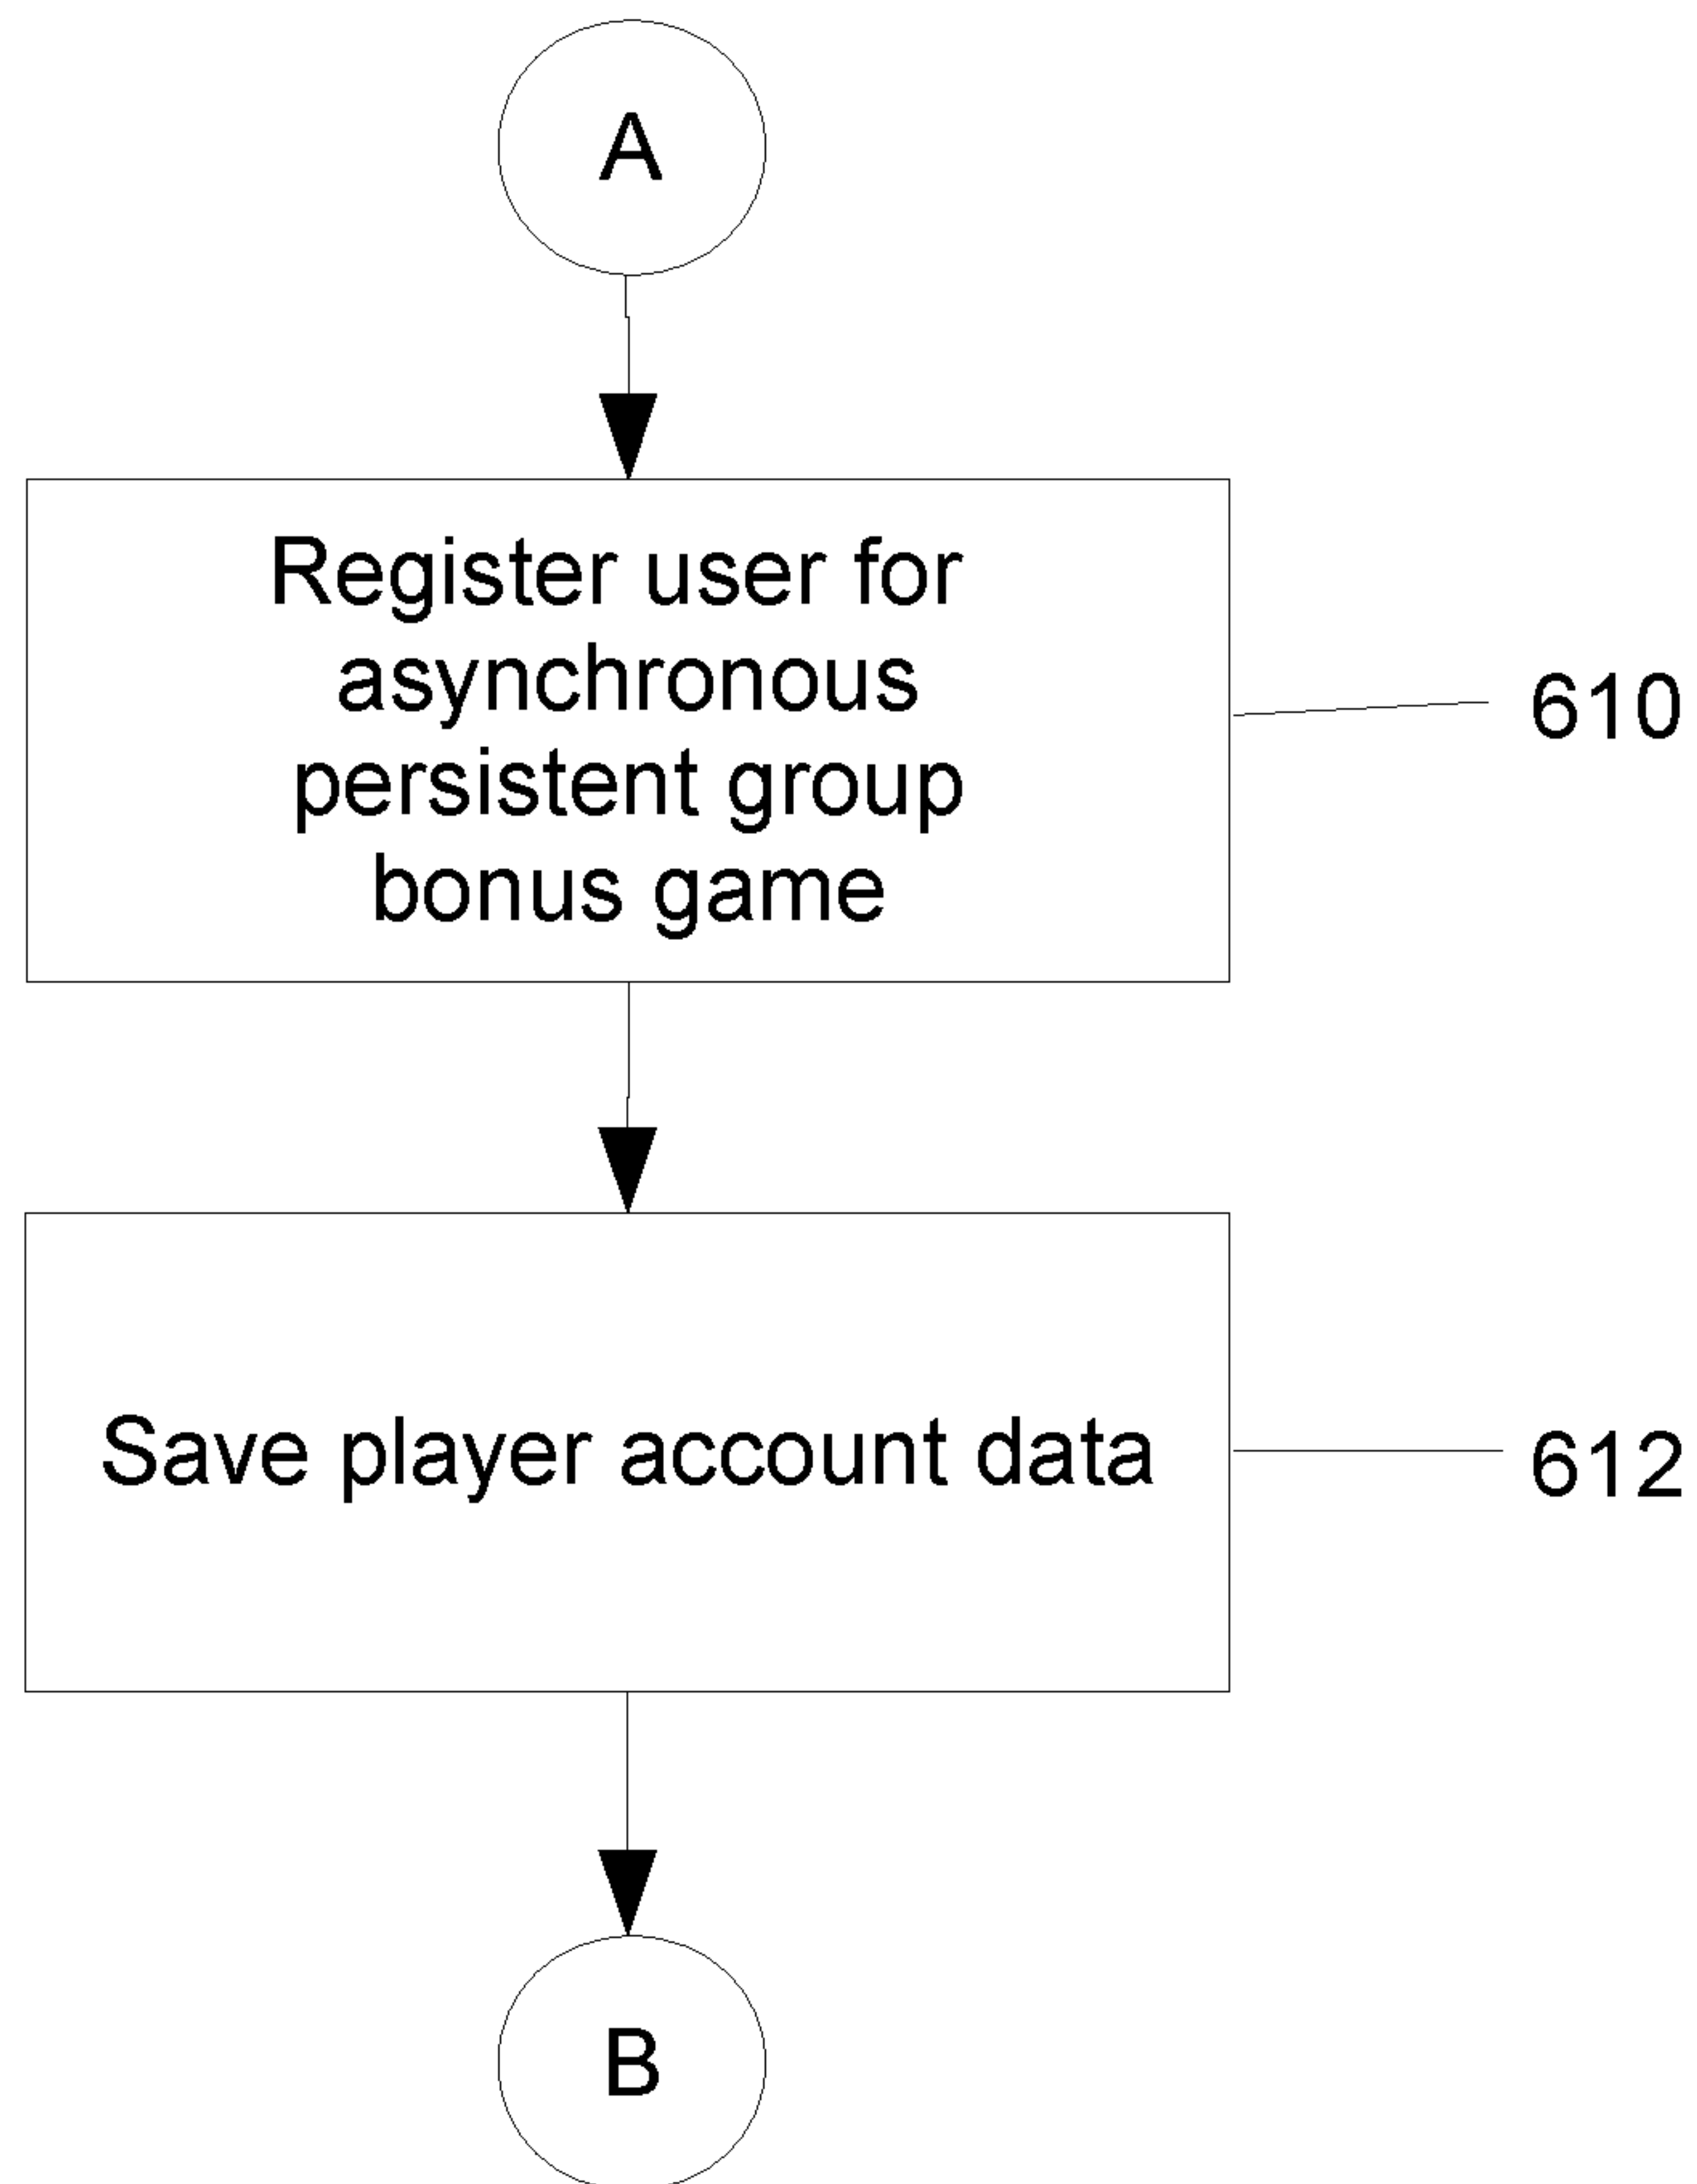 A
Register user for
asynchronous
persistent group
bonus game
610
Save player account data
612
B